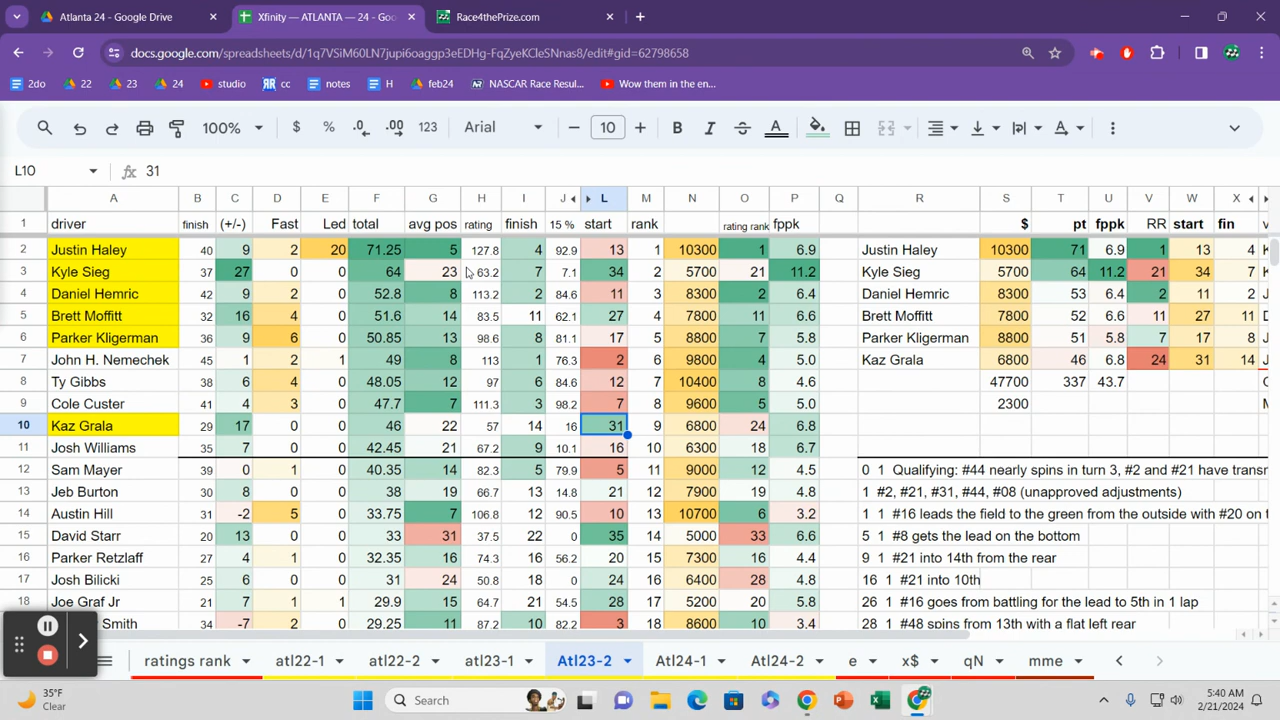 Atlanta 24 - Google Drive
Xfinity — ATLANTA — 24 - Goo
Race4thePrize.com
docs.google.com/spreadsheets/d/1q7VSiM60LN7jupi6oaggp3eEDHg-FqZyeKCleSNnas8/edit#gid=62798658
2do 22 23 24 studio cc notes H feb24 NASCAR Race Resul... Wow them in the en...
100% $ % .0 .00 123 Arial 10 B I S A
L10 31
A B C D E F G H I J L M N O P Q R S T U V W X
1 driver finish (+/-) Fast Led total avg pos rating finish 15 % start rank rating rank fppk $ pt fppk RR start fin
2 Justin Haley 40 9 2 20 71.25 5 127.8 4 92.9 13 1 10300 1 6.9 Justin Haley 10300 71 6.9 1 13 4
3 Kyle Sieg 37 27 0 0 64 23 63.2 7 7.1 34 2 5700 21 11.2 Kyle Sieg 5700 64 11.2 21 34 7
4 Daniel Hemric 42 9 2 0 52.8 8 113.2 2 84.6 11 3 8300 2 6.4 Daniel Hemric 8300 53 6.4 2 11 2
5 Brett Moffitt 32 16 4 0 51.6 14 83.5 11 62.1 27 4 7800 11 6.6 Brett Moffitt 7800 52 6.6 11 27 11
6 Parker Kligerman 36 9 6 0 50.85 13 98.6 8 81.1 17 5 8800 7 5.8 Parker Kligerman 8800 51 5.8 7 17 8
7 John H. Nemechek 45 1 2 1 49 8 113 1 76.3 2 6 9800 4 5.0 Kaz Grala 6800 46 6.8 24 31 14
8 Ty Gibbs 38 6 4 0 48.05 12 97 6 84.6 12 7 10400 8 4.6 47700 337 43.7
9 Cole Custer 41 4 3 0 47.7 7 111.3 3 98.2 7 8 9600 5 5.0 2300
10 Kaz Grala 29 17 0 0 46 22 57 14 16 31 9 6800 24 6.8
11 Josh Williams 35 7 0 0 42.45 21 67.2 9 10.1 16 10 6300 18 6.7
12 Sam Mayer 39 0 1 0 40.35 14 82.3 5 79.9 5 11 9000 12 4.5 0 1 Qualifying: #44 nearly spins in turn 3, #2 and #21 have transm
13 Jeb Burton 30 8 0 0 38 19 66.7 13 14.8 21 12 7900 19 4.8 1 #2, #21, #31, #44, #08 (unapproved adjustments)
14 Austin Hill 31 -2 5 0 33.75 7 106.8 12 90.5 10 13 10700 6 3.2 1 1 #16 leads the field to the green from the outside with #20 on t
15 David Starr 20 13 0 0 33 31 37.5 22 0 35 14 5000 33 6.6 5 1 #8 gets the lead on the bottom
16 Parker Retzlaff 27 4 1 0 32.35 16 74.3 16 56.2 20 15 7300 16 4.4 9 1 #21 into 14th from the rear
17 Josh Bilicki 25 6 0 0 31 24 50.8 18 0 24 16 6400 28 4.8 16 1 #21 into 10th
18 Joe Graf Jr 21 7 1 1 29.9 15 64.7 21 54.5 28 17 5200 20 5.8 26 1 #16 goes from battling for the lead to 5th in 1 lap
Smith 34 -7 2 0 29.25 11 87.2 10 82.2 3 18 8600 10 3.4 28 1 #48 spins from 13th with a flat left rear
ratings rank atl22-1 atl22-2 atl23-1 Atl23-2 Atl24-1 Atl24-2 e x$ qN mme
35°F
Clear
Search
5:40 AM
2/21/2024